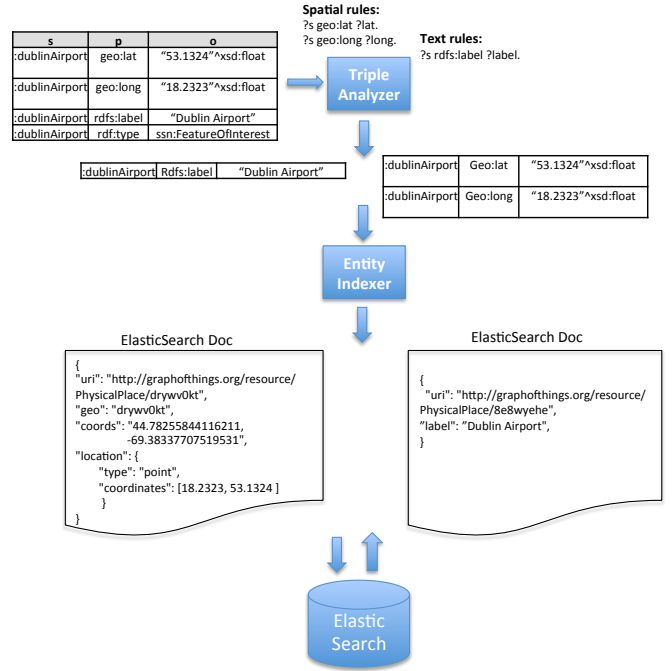 Spatial rules:
?s geo:lat ?lat.
?s geo:long ?long.
Text rules:
?s rdfs:label ?label.
s p o
:dublinAirport geo:lat “53.1324”^xsd:float
:dublinAirport geo:long “18.2323”^xsd:float
:dublinAirport rdfs:label “Dublin Airport”
:dublinAirport rdf:type ssn:FeatureOfInterest
Triple
Analyzer
:dublinAirport Rdfs:label “Dublin Airport”
:dublinAirport Geo:lat “53.1324”^xsd:float
:dublinAirport Geo:long “18.2323”^xsd:float
Entity
Indexer
ElasticSearch Doc
{
"uri": "http://graphofthings.org/resource/
PhysicalPlace/drywv0kt",
"geo": "drywv0kt",
"coords": "44.78255844116211,
-69.38337707519531",
"location": {
"type": "point",
"coordinates": [18.2323, 53.1324 ]
}
}
ElasticSearch Doc
{
"uri": "http://graphofthings.org/resource/
PhysicalPlace/8e8wyehe",
”label": ”Dublin Airport",
}
Elastic
Search